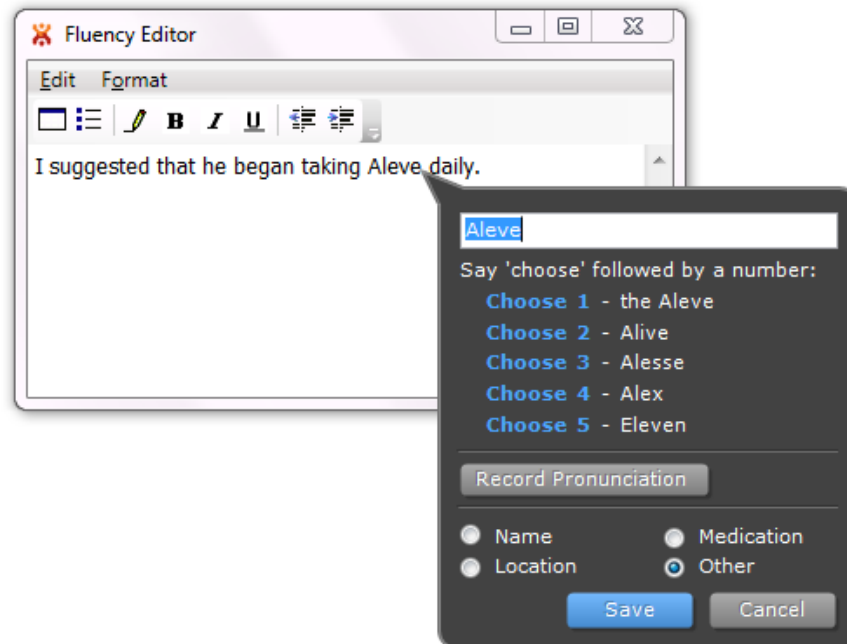 Fluency Editor
Edit Format
B I U
I suggested that he began taking Aleve daily.
Aleve
Say 'choose' followed by a number:
Choose 1 - the Aleve
Choose 2 - Alive
Choose 3 - Alesse
Choose 4 - Alex
Choose 5 - Eleven
Record Pronunciation
Name Medication
Location Other
Save Cancel